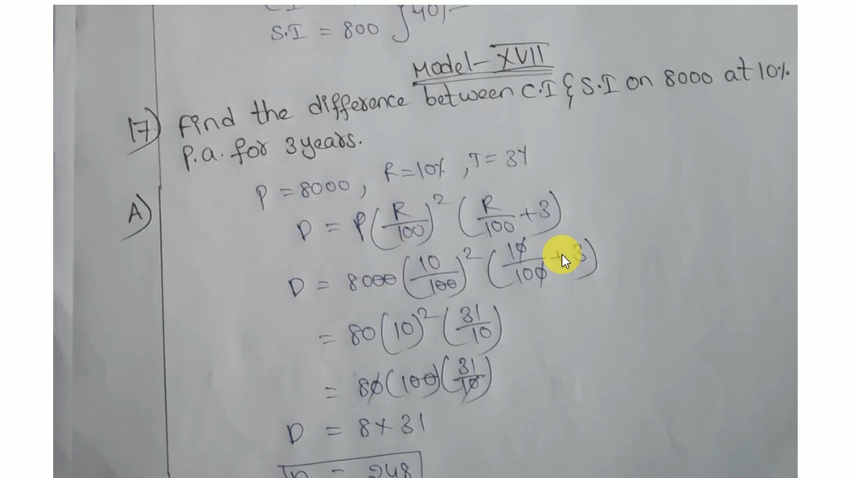 S.I = 800
Model- XVII
17) Find the difference between C.I & S.I on 8000 at 10%
p.a. for 3 years.
A) P = 8000, R = 10%, T = 3Y
D = P(R/100)² (R/100 + 3)
D = 8000 (10/100)² (10/100 + 3)
= 80 (10)² (31/10)
= 80 (100) (31/10)
D = 8 × 31
D = 248